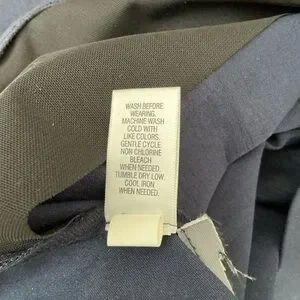 WASH BEFORE
WEARING.
MACHINE WASH
COLD WITH
LIKE COLORS.
GENTLE CYCLE
NON CHLORINE
BLEACH
WHEN NEEDED.
TUMBLE DRY LOW.
COOL IRON
WHEN NEEDED.